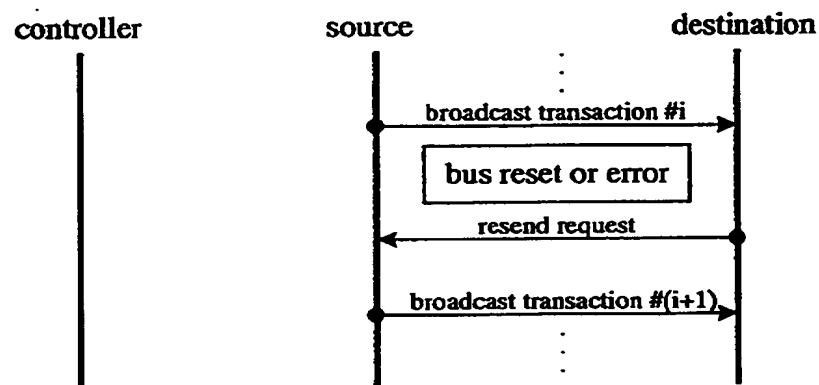 controller source destination
broadcast transaction #i
bus reset or error
resend request
broadcast transaction #(i+1)